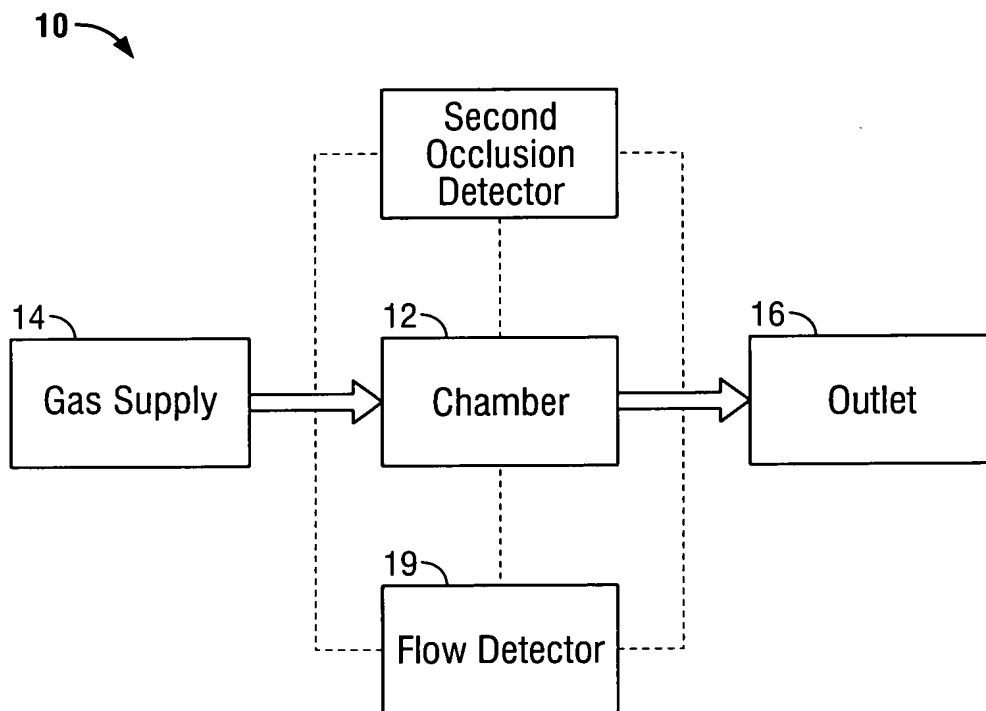 10
Second
Occlusion
Detector
14
Gas Supply
12
Chamber
16
Outlet
19
Flow Detector